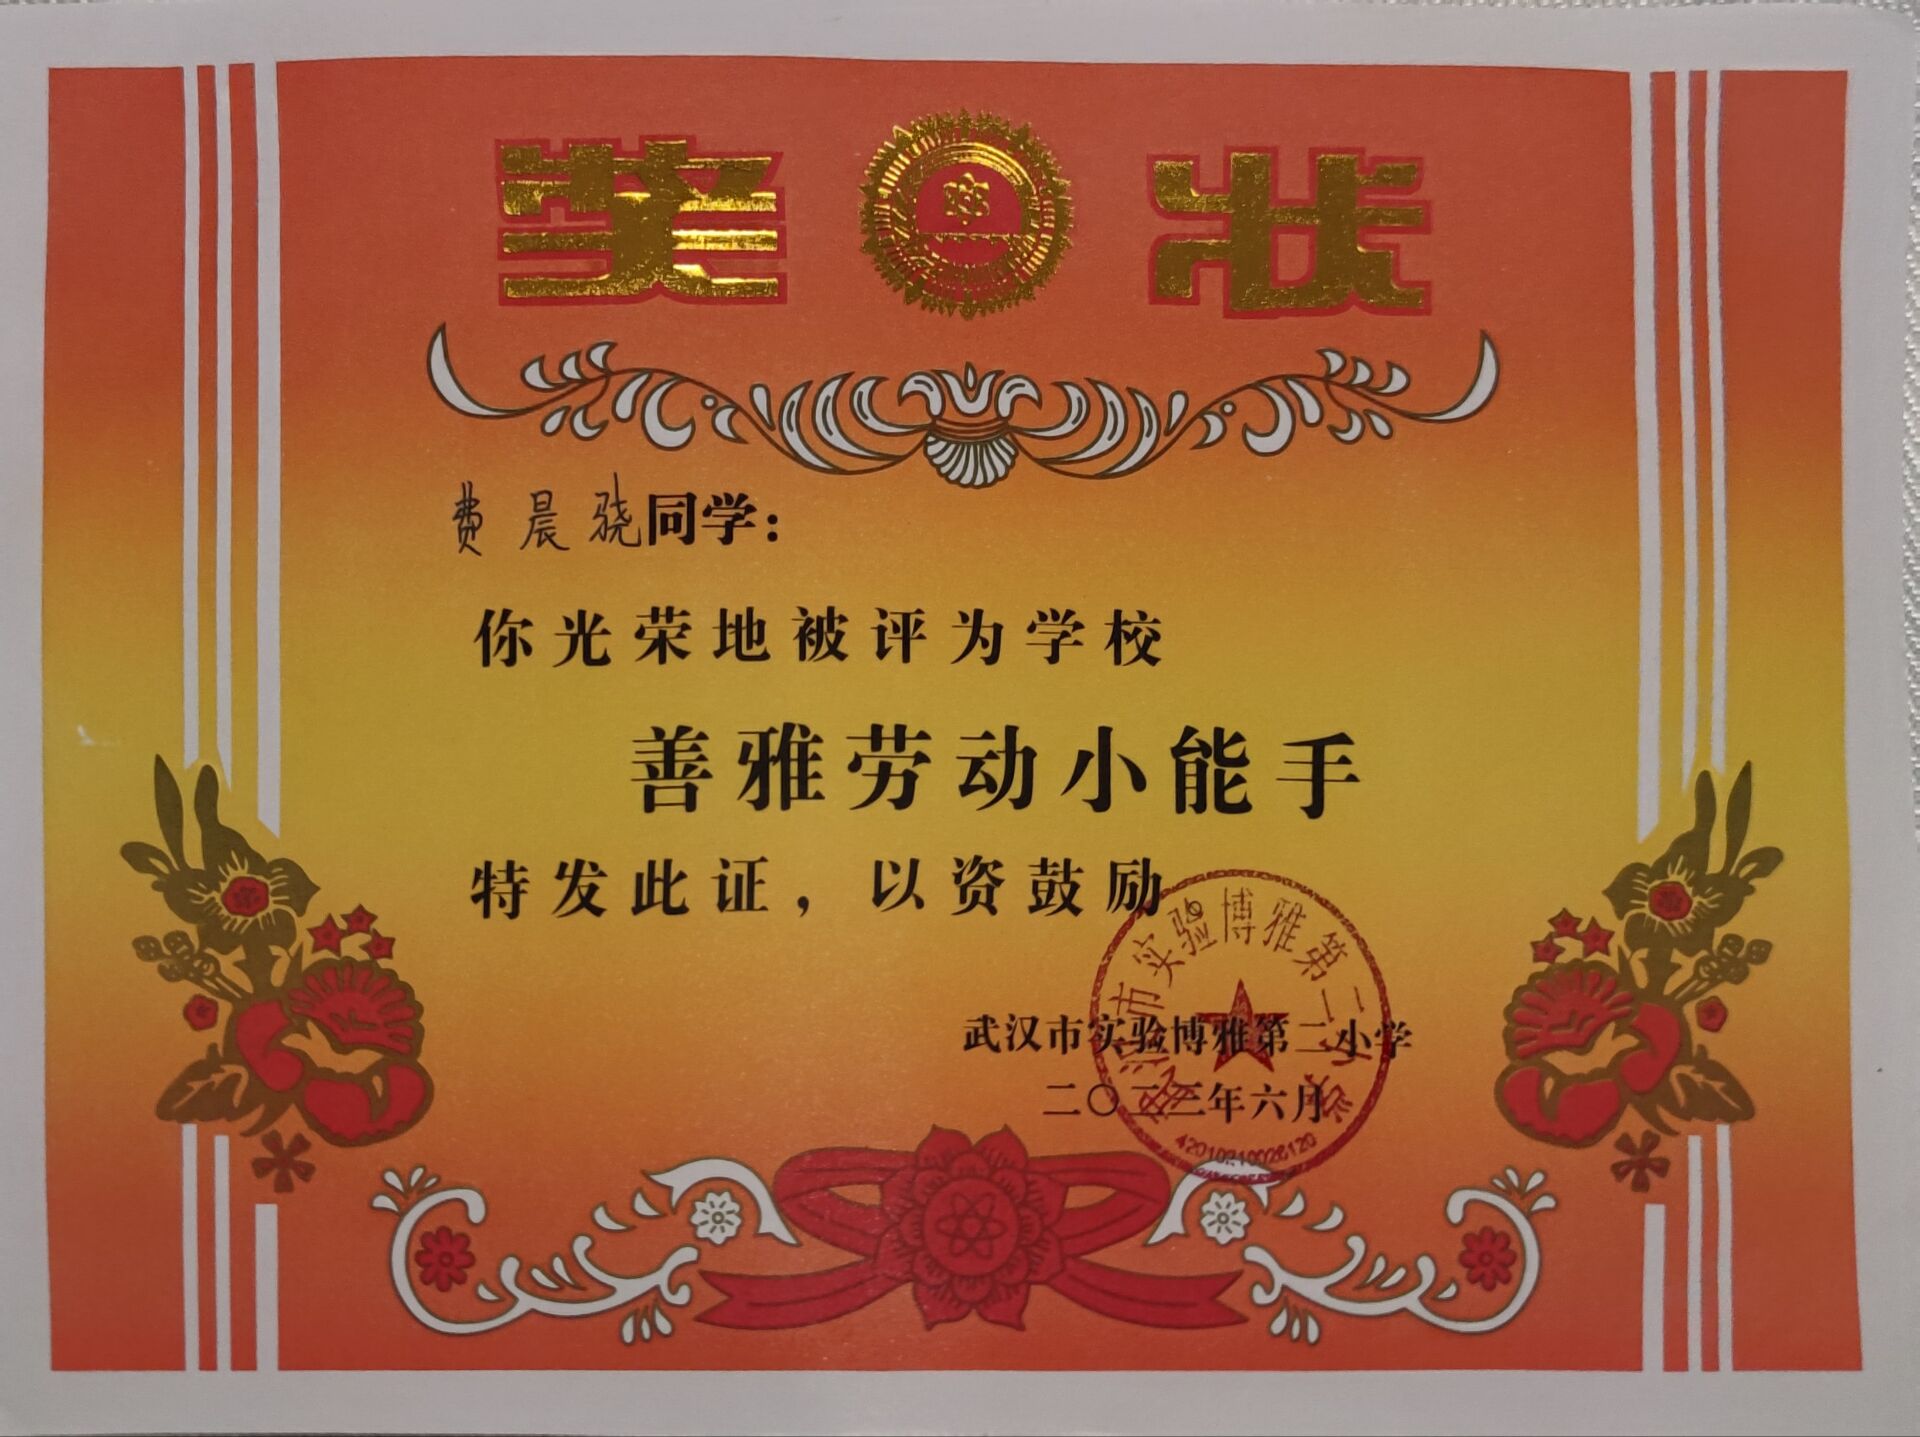 奖状
费晨骁同学：
你光荣地被评为学校
善雅劳动小能手
特发此证，以资鼓励
武汉市实验博雅第二小学
二〇二三年六月
武汉市实验博雅第二小学
42010210026120